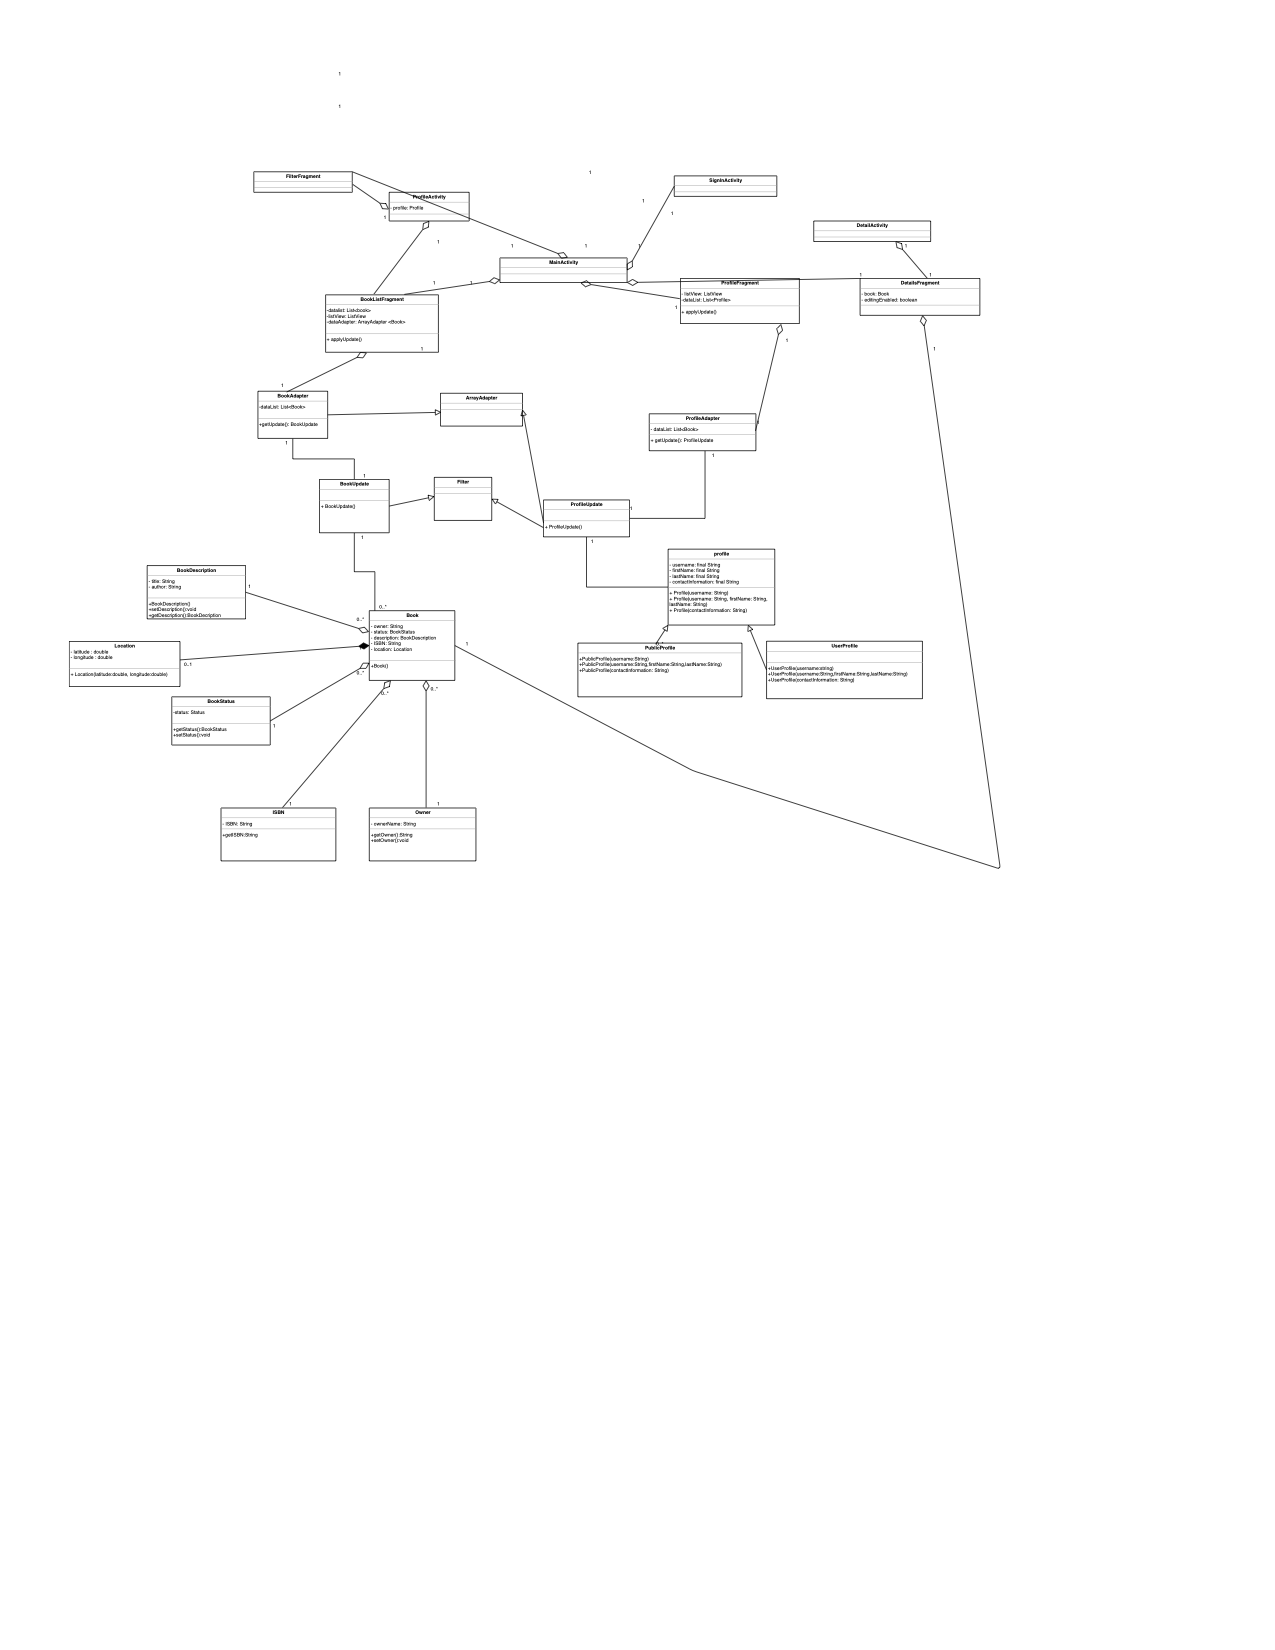 1
1
FilterFragment
1
SignInActivity
ProfileActivity
- profile: Profile
1
1
1
1
DetailActivity
1
1
1
1
1
MainActivity
1
1
1
1
1
ProfileFragment
- listView: ListView
-dataList: List<Profile>
+ applyUpdate()
1
DetailsFragment
- book: Book
- editingEnabled: boolean
BookListFragment
-datalist: List<book>
-listView: ListView
-dataAdapter: ArrayAdapter <Book>
+ applyUpdate()
1
1
1
1
BookAdapter
-dataList: List<Book>
+getUpdate(): BookUpdate
1
ArrayAdapter
ProfileAdapter
- dataList: List<Book>
+ getUpdate(): ProfileUpdate
1
1
1
BookUpdate
+ BookUpdate()
1
Filter
ProfileUpdate
+ ProfileUpdate()
1
1
profile
- username: final String
- firstName: final String
- lastName: final String
- contactInformation: final String
+ Profile(username: String)
+ Profile(username: String, firstName: String,
lastName: String)
+ Profile(contactInformation: String)
BookDescription
- title: String
- author: String
+BookDescription()
+setDescription():void
+getDescription():BookDecription
1
0..*
0..*
Book
- owner: String
- status: BookStatus
- description: BookDescription
- ISBN: String
- location: Location
+Book()
1
0..*
0..*
0..*
Location
- latitude : double
- longitude : double
+ Location(latitude:double, longitude:double)
0..1
PublicProfile
+PublicProfile(username:String)
+PublicProfile(username:String,firstName:String,lastName:String)
+PublicProfile(contactInformation: String)
UserProfile
+UserProfile(username:string)
+UserProfile(username:String,firstName:String,lastName:String)
+UserProfile(contactInformation: String)
BookStatus
-status: Status
+getStatus():BookStatus
+setStatus():void
1
1
ISBN
- ISBN: String
+getISBN:String
1
Owner
- ownerName: String
+getOwner():String
+setOwner():void